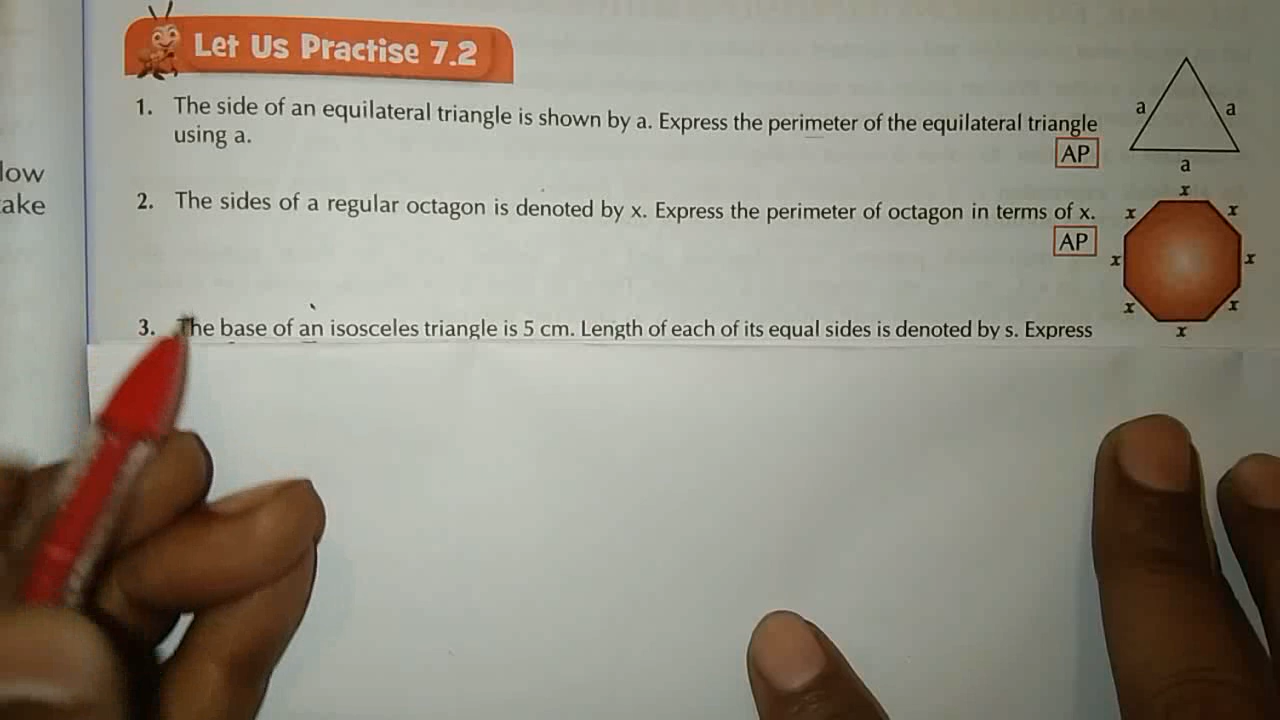 Let Us Practise 7.2
1. The side of an equilateral triangle is shown by a. Express the perimeter of the equilateral triangle
using a.
AP
a
a
a
2. The sides of a regular octagon is denoted by x. Express the perimeter of octagon in terms of x.
AP
x
x
x
x
x
x
x
x
3. The base of an isosceles triangle is 5 cm. Length of each of its equal sides is denoted by s. Express
low
ake